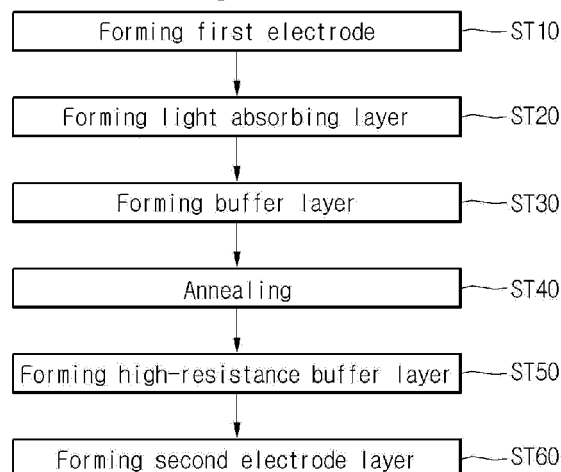 Forming first electrode ST10
Forming light absorbing layer ST20
Forming buffer layer ST30
Annealing ST40
Forming high-resistance buffer layer ST50
Forming second electrode layer ST60